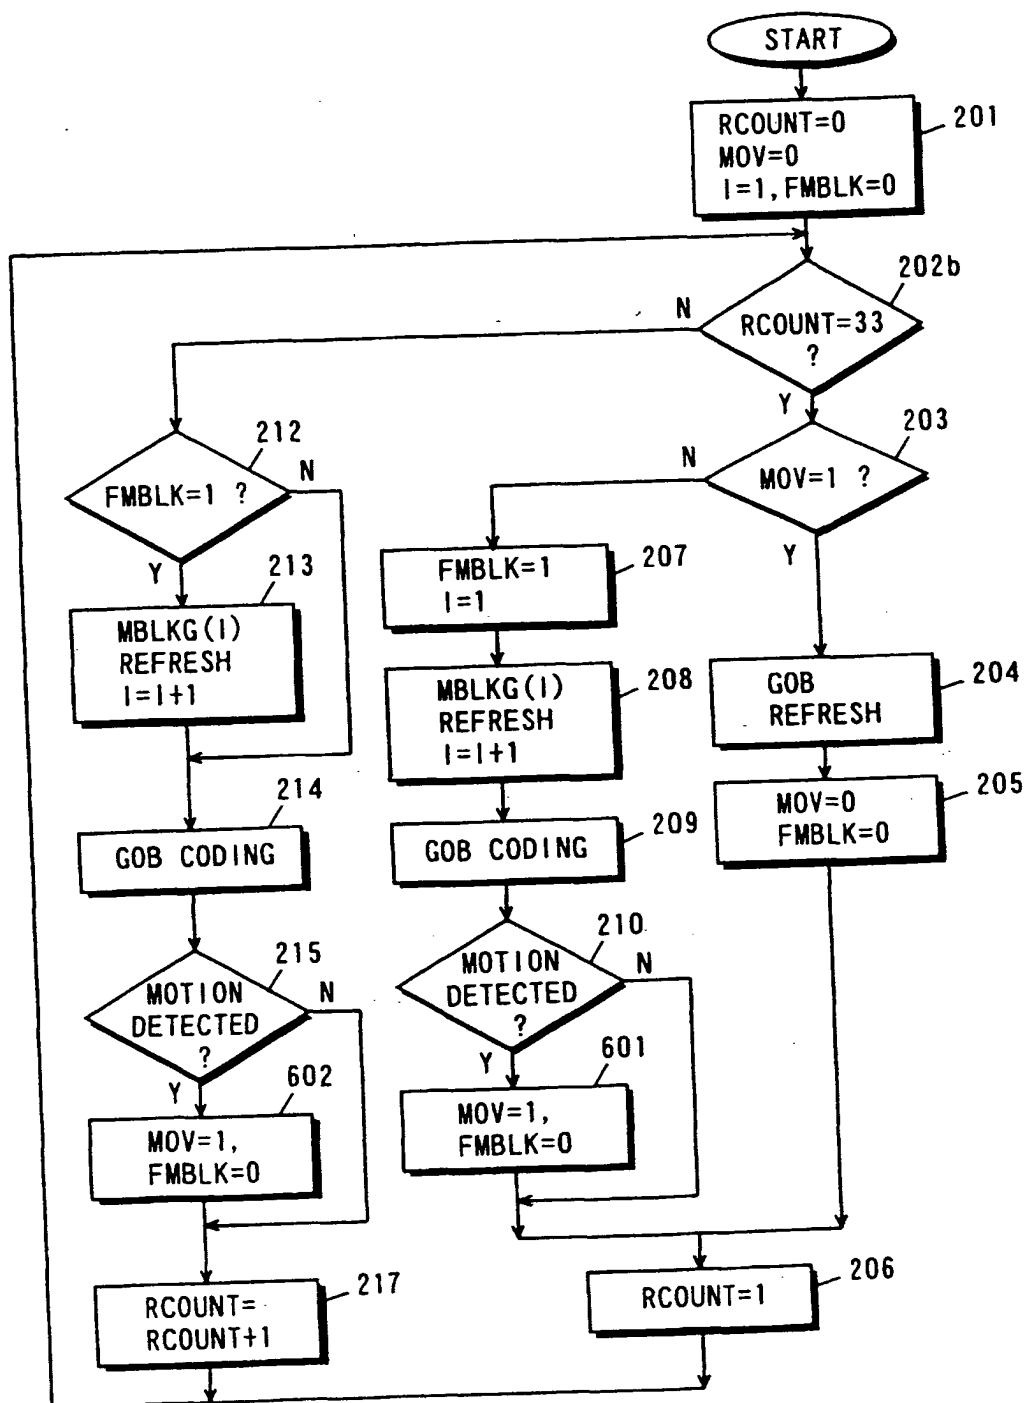 START
RCOUNT=0
MOV=0
I=1, FMBLK=0
201
RCOUNT=33
?
202b
N
Y
MOV=1 ?
203
N
Y
FMBLK=1 ?
212
N
Y
FMBLK=1
I=1
207
MBLKG(I)
REFRESH
I=I+1
213
MBLKG(I)
REFRESH
I=I+1
208
GOB
REFRESH
204
MOV=0
FMBLK=0
205
GOB CODING
214
GOB CODING
209
MOTION
DETECTED
?
215
N
Y
MOTION
DETECTED
?
210
N
Y
MOV=1,
FMBLK=0
602
MOV=1,
FMBLK=0
601
RCOUNT=
RCOUNT+1
217
RCOUNT=1
206